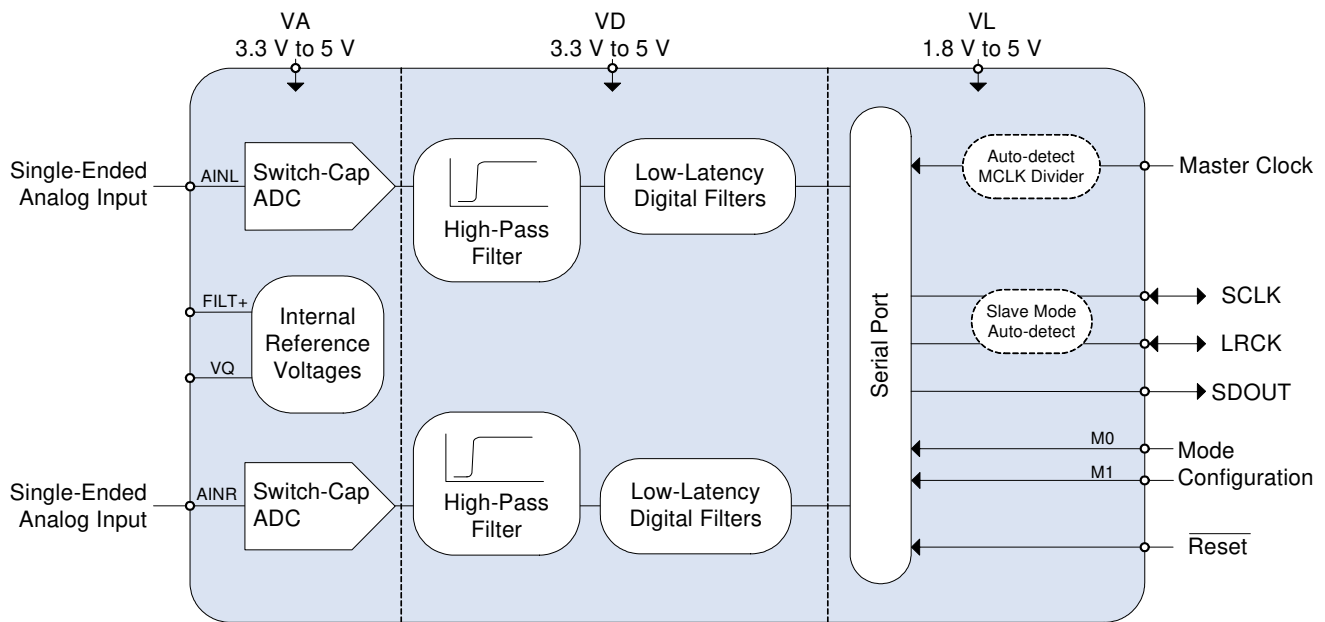 VA
3.3 V to 5 V
VD
3.3 V to 5 V
VL
1.8 V to 5 V
Single-Ended
Analog Input
AINL
Switch-Cap
ADC
High-Pass
Filter
Low-Latency
Digital Filters
Auto-detect
MCLK Divider
Master Clock
FILT+
VQ
Internal
Reference
Voltages
Serial Port
Slave Mode
Auto-detect
SCLK
LRCK
SDOUT
Single-Ended
Analog Input
AINR
Switch-Cap
ADC
High-Pass
Filter
Low-Latency
Digital Filters
M0
M1
Mode
Configuration
Reset